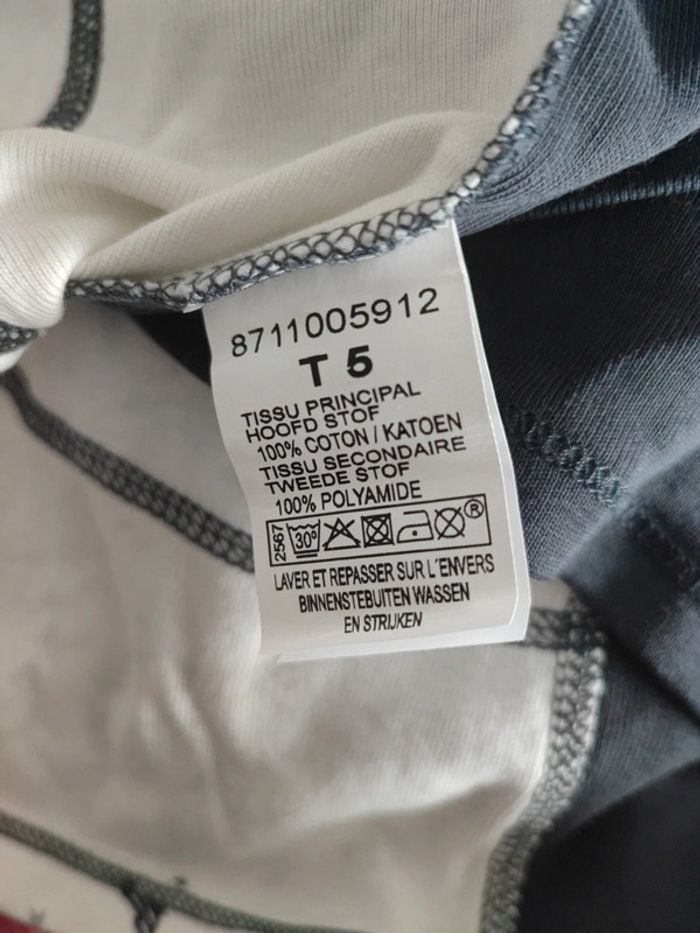 8711005912
T 5
TISSU PRINCIPAL
HOOFD STOF
100% COTON / KATOEN
TISSU SECONDAIRE
TWEEDE STOF
100% POLYAMIDE
2567 30° ®
LAVER ET REPASSER SUR L'ENVERS
BINNENSTEBUITEN WASSEN
EN STRIJKEN